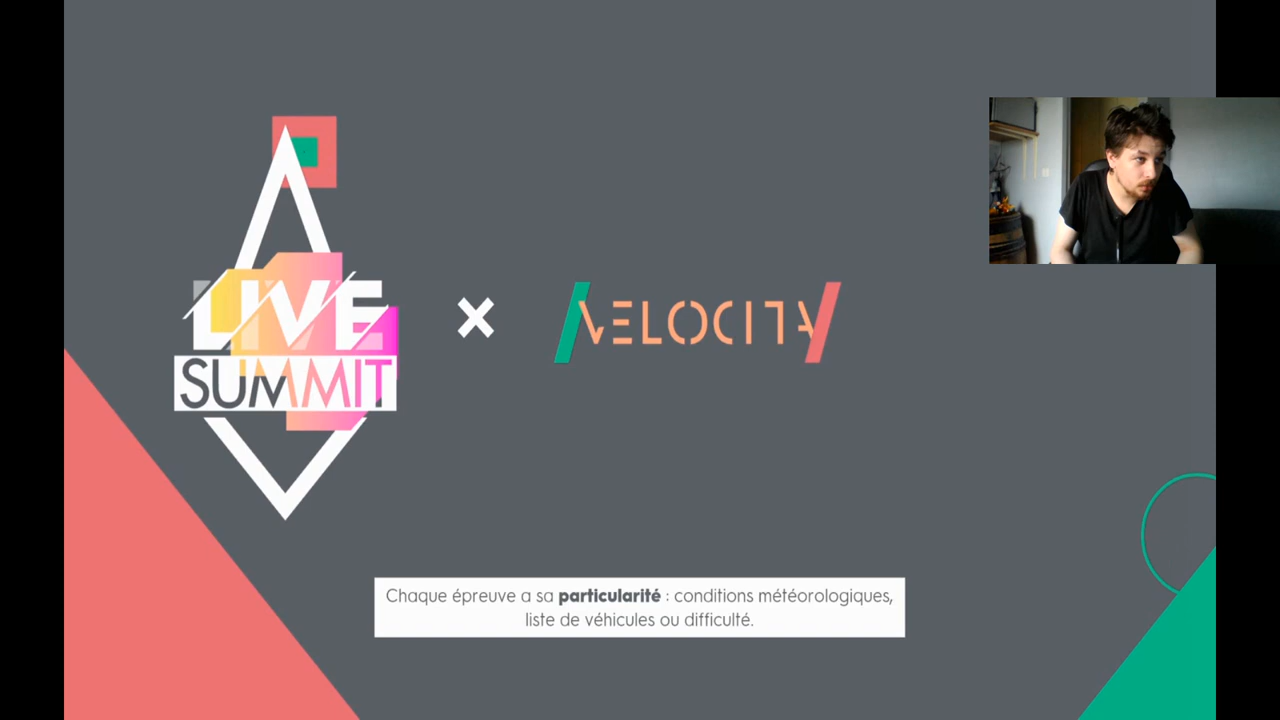 LIVE
SUMMIT
×
VELOCITY
Chaque épreuve a sa particularité : conditions météorologiques,
liste de véhicules ou difficulté.